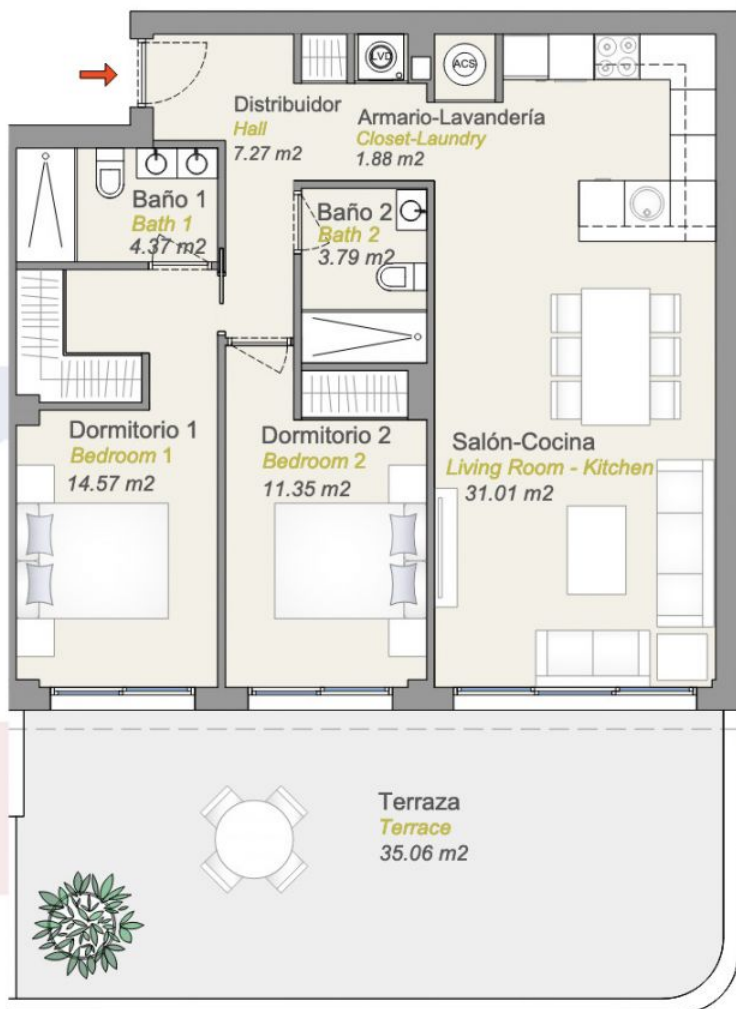 LVD
ACS
Distribuidor
Hall
7.27 m2
Armario-Lavandería
Closet-Laundry
1.88 m2
Baño 1
Bath 1
4.37 m2
Baño 2
Bath 2
3.79 m2
Dormitorio 1
Bedroom 1
14.57 m2
Dormitorio 2
Bedroom 2
11.35 m2
Salón-Cocina
Living Room - Kitchen
31.01 m2
Terraza
Terrace
35.06 m2